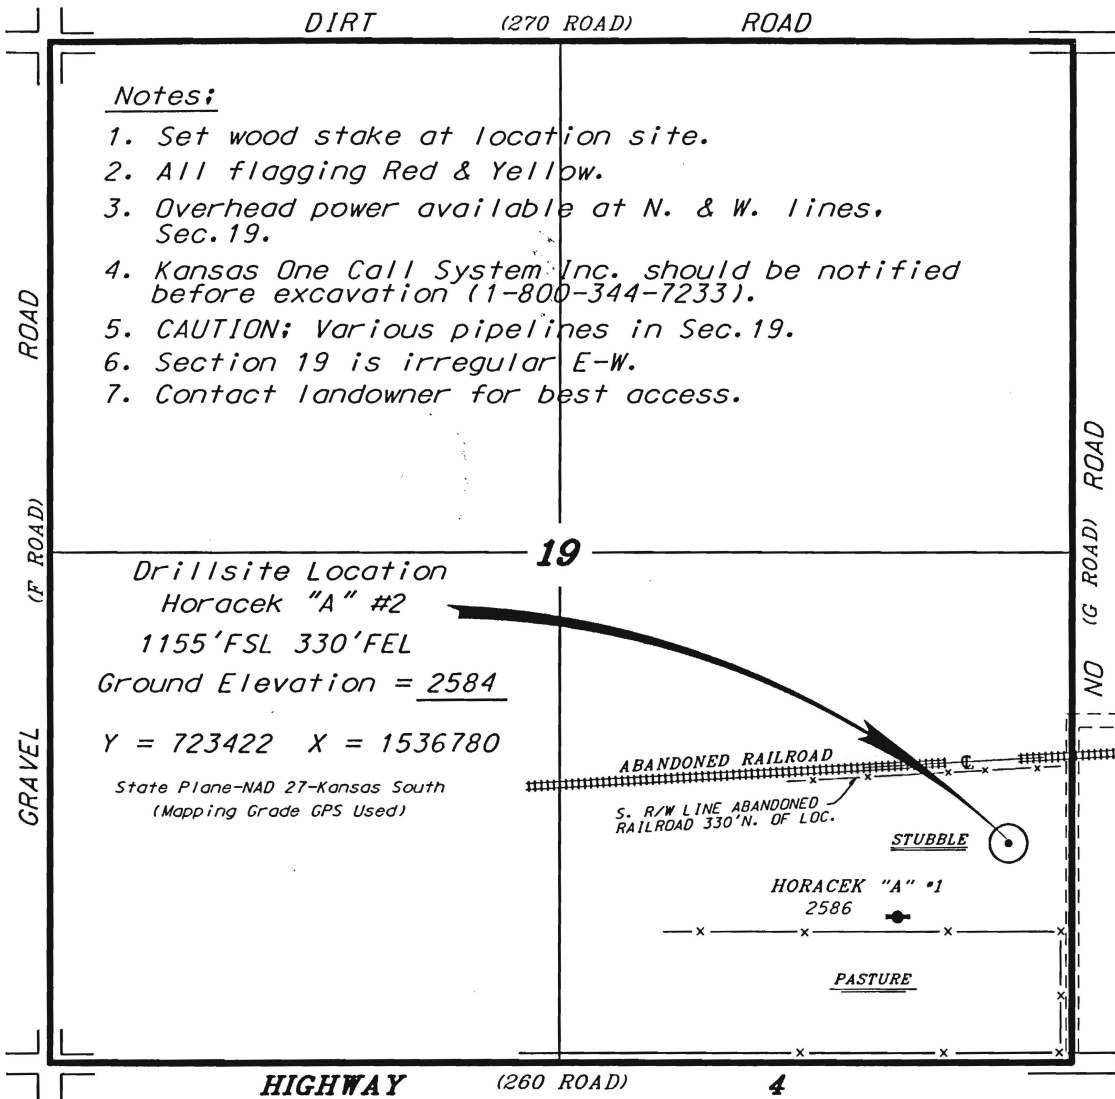 DIRT (270 ROAD) ROAD
Notes:
1. Set wood stake at location site.
2. All flagging Red & Yellow.
3. Overhead power available at N. & W. lines,
Sec. 19.
4. Kansas One Call System Inc. should be notified
before excavation (1-800-344-7233).
5. CAUTION: Various pipelines in Sec. 19.
6. Section 19 is irregular E-W.
7. Contact landowner for best access.
GRAVEL (F ROAD) ROAD
NO (G ROAD) ROAD
19
Drillsite Location
Horacek "A" #2
1155'FSL 330'FEL
Ground Elevation = 2584
Y = 723422 X = 1536780
State Plane-NAD 27-Kansas South
(Mapping Grade GPS Used)
ABANDONED RAILROAD ℄
S. R/W LINE ABANDONED
RAILROAD 330'N. OF LOC.
STUBBLE
HORACEK "A" #1
2586
PASTURE
HIGHWAY (260 ROAD) 4